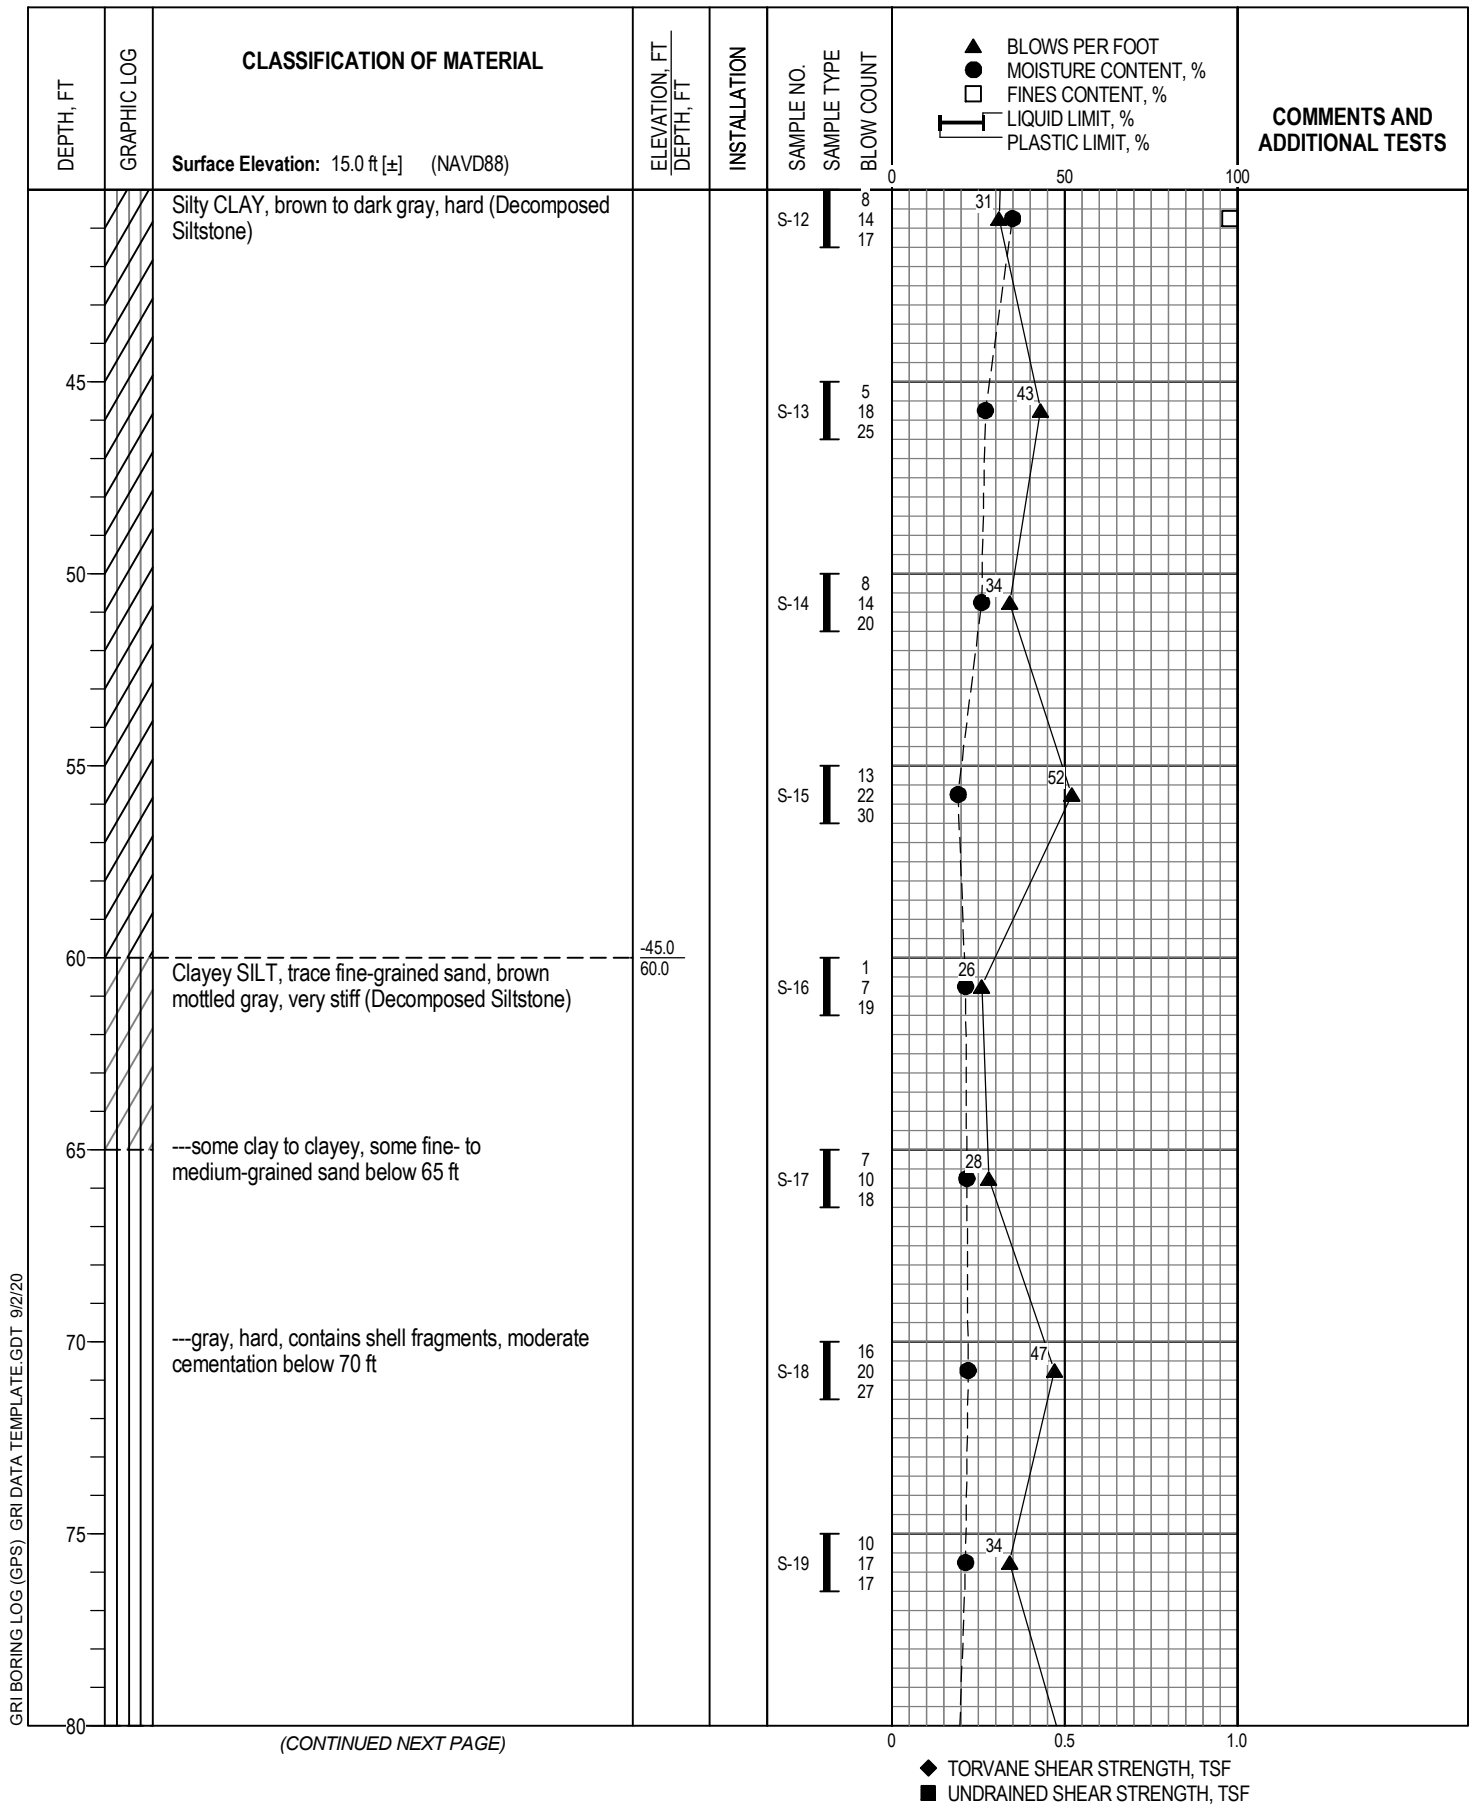 DEPTH, FT
GRAPHIC LOG
CLASSIFICATION OF MATERIAL
Surface Elevation: 15.0 ft [±] (NAVD88)
ELEVATION, FT
DEPTH, FT
INSTALLATION
SAMPLE NO.
SAMPLE TYPE
BLOW COUNT
BLOWS PER FOOT
MOISTURE CONTENT, %
FINES CONTENT, %
LIQUID LIMIT, %
PLASTIC LIMIT, %
COMMENTS AND
ADDITIONAL TESTS
0 50 100
Silty CLAY, brown to dark gray, hard (Decomposed
Siltstone)
S-12
8
14
17
31
45
S-13
5
18
25
43
50
S-14
8
14
20
34
55
S-15
13
22
30
52
60
-45.0
60.0
Clayey SILT, trace fine-grained sand, brown
mottled gray, very stiff (Decomposed Siltstone)
S-16
1
7
19
26
65
---some clay to clayey, some fine- to
medium-grained sand below 65 ft
S-17
7
10
18
28
70
---gray, hard, contains shell fragments, moderate
cementation below 70 ft
S-18
16
20
27
47
75
S-19
10
17
17
34
80
(CONTINUED NEXT PAGE)
0 0.5 1.0
TORVANE SHEAR STRENGTH, TSF
UNDRAINED SHEAR STRENGTH, TSF
GRI BORING LOG (GPS) GRI DATA TEMPLATE.GDT 9/2/20